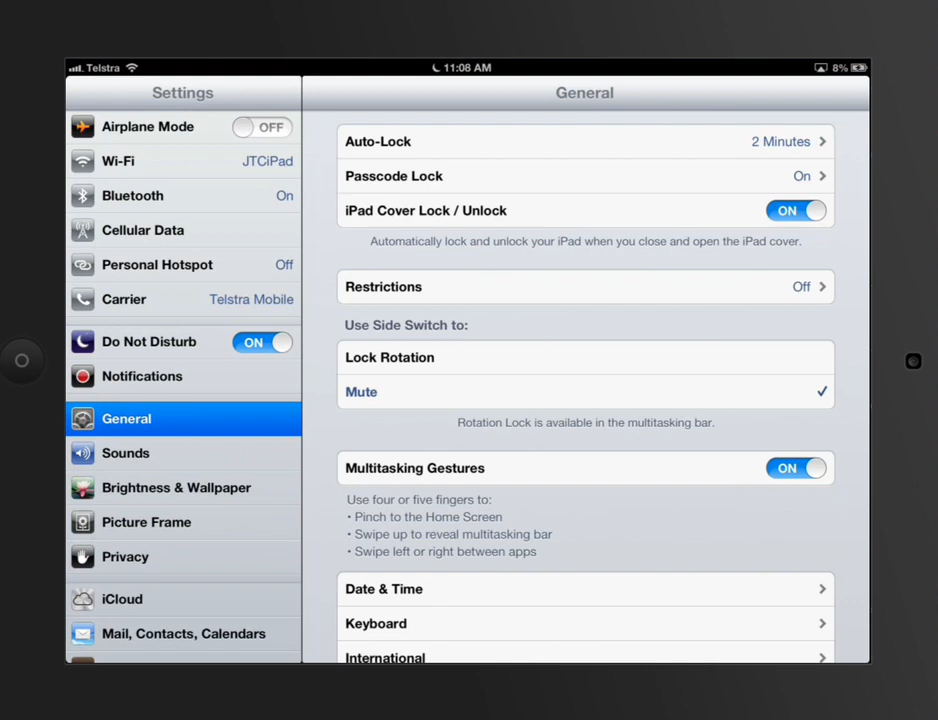 Telstra
11:08 AM
8%
Settings
General
Airplane Mode OFF
Wi-Fi JTCiPad
Bluetooth On
Cellular Data
Personal Hotspot Off
Carrier Telstra Mobile
Do Not Disturb ON
Notifications
General
Sounds
Brightness & Wallpaper
Picture Frame
Privacy
iCloud
Mail, Contacts, Calendars
Auto-Lock 2 Minutes
Passcode Lock On
iPad Cover Lock / Unlock ON
Automatically lock and unlock your iPad when you close and open the iPad cover.
Restrictions Off
Use Side Switch to:
Lock Rotation
Mute
Rotation Lock is available in the multitasking bar.
Multitasking Gestures ON
Use four or five fingers to:
• Pinch to the Home Screen
• Swipe up to reveal multitasking bar
• Swipe left or right between apps
Date & Time
Keyboard
International